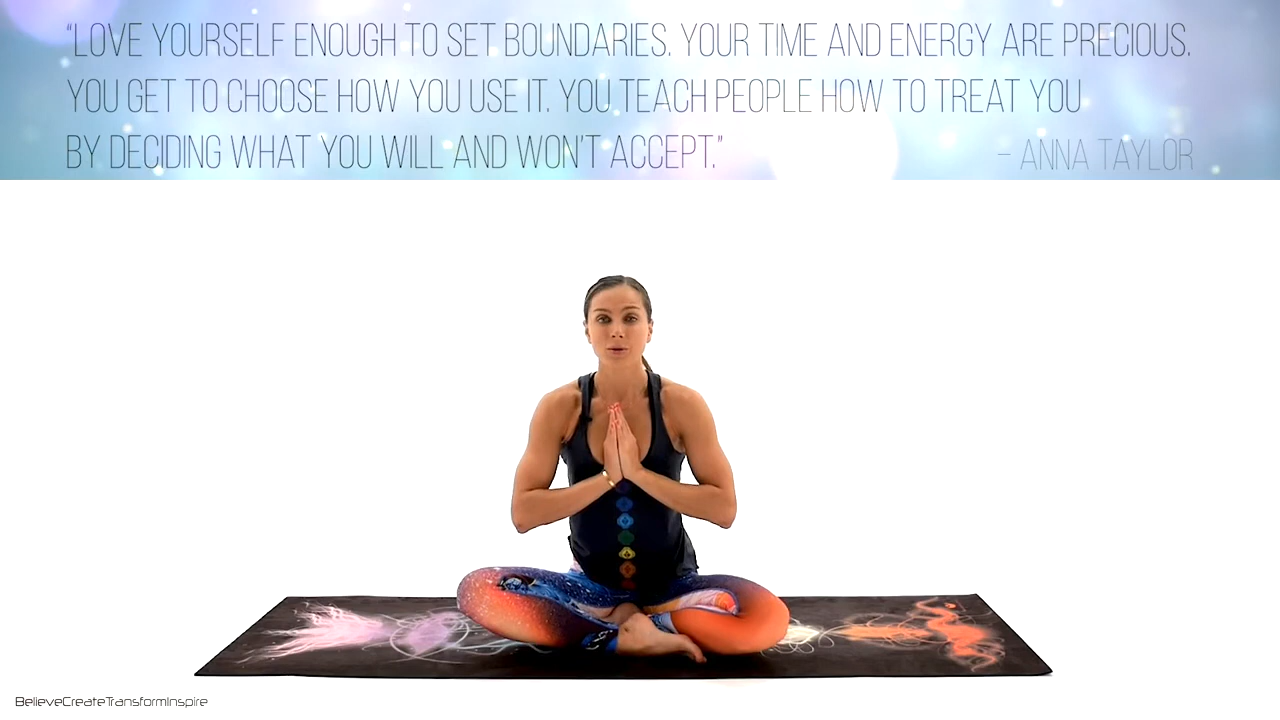 “LOVE YOURSELF ENOUGH TO SET BOUNDARIES. YOUR TIME AND ENERGY ARE PRECIOUS.
YOU GET TO CHOOSE HOW YOU USE IT. YOU TEACH PEOPLE HOW TO TREAT YOU
BY DECIDING WHAT YOU WILL AND WON’T ACCEPT.”
– ANNA TAYLOR
BelieveCreateTransformInspire